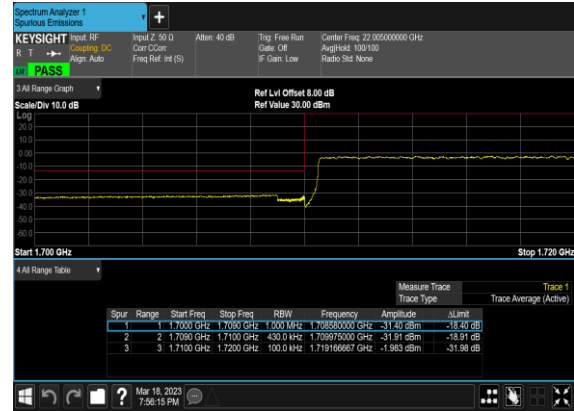 Spectrum Analyzer 1
Spurious Emissions
+
KEYSIGHT Input: RF Input Z: 50 Ω Atten: 40 dB Trig: Free Run Center Freq: 22.005000000 GHz
R T Coupling: DC Corr CCorr Gate: Off Avg|Hold: 100/100
Align: Auto Freq Ref: Int (S) IF Gain: Low Radio Std: None
PASS
3 All Range Graph
Ref Lvl Offset 8.00 dB
Scale/Div 10.0 dB Ref Value 30.00 dBm
Log
20.0
10.0
0.00
-10.0
-20.0
-30.0
-40.0
-50.0
-60.0
Start 1.700 GHz Stop 1.720 GHz
4 All Range Table
Measure Trace Trace 1
Trace Type Trace Average (Active)
Spur Range Start Freq Stop Freq RBW Frequency Amplitude ΔLimit
1 1 1.7000 GHz 1.7090 GHz 1.000 MHz 1.708580000 GHz -31.40 dBm -18.40 dB
2 2 1.7090 GHz 1.7100 GHz 430.0 kHz 1.709975000 GHz -31.91 dBm -18.91 dB
3 3 1.7100 GHz 1.7200 GHz 100.0 kHz 1.719166667 GHz -1.983 dBm -31.98 dB
? Mar 18, 2023
7:56:15 PM